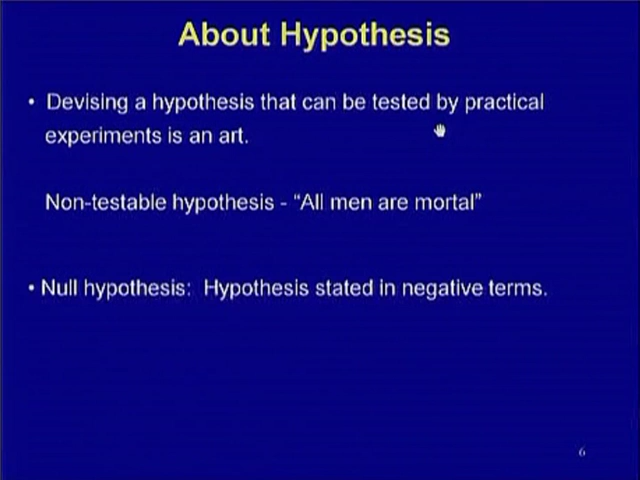 About Hypothesis
• Devising a hypothesis that can be tested by practical
experiments is an art.
Non-testable hypothesis - “All men are mortal”
• Null hypothesis: Hypothesis stated in negative terms.
6